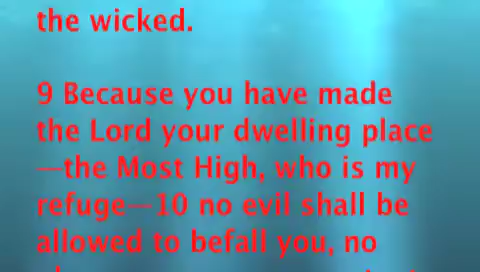 the wicked.
9 Because you have made
the Lord your dwelling place
—the Most High, who is my
refuge—10 no evil shall be
allowed to befall you, no